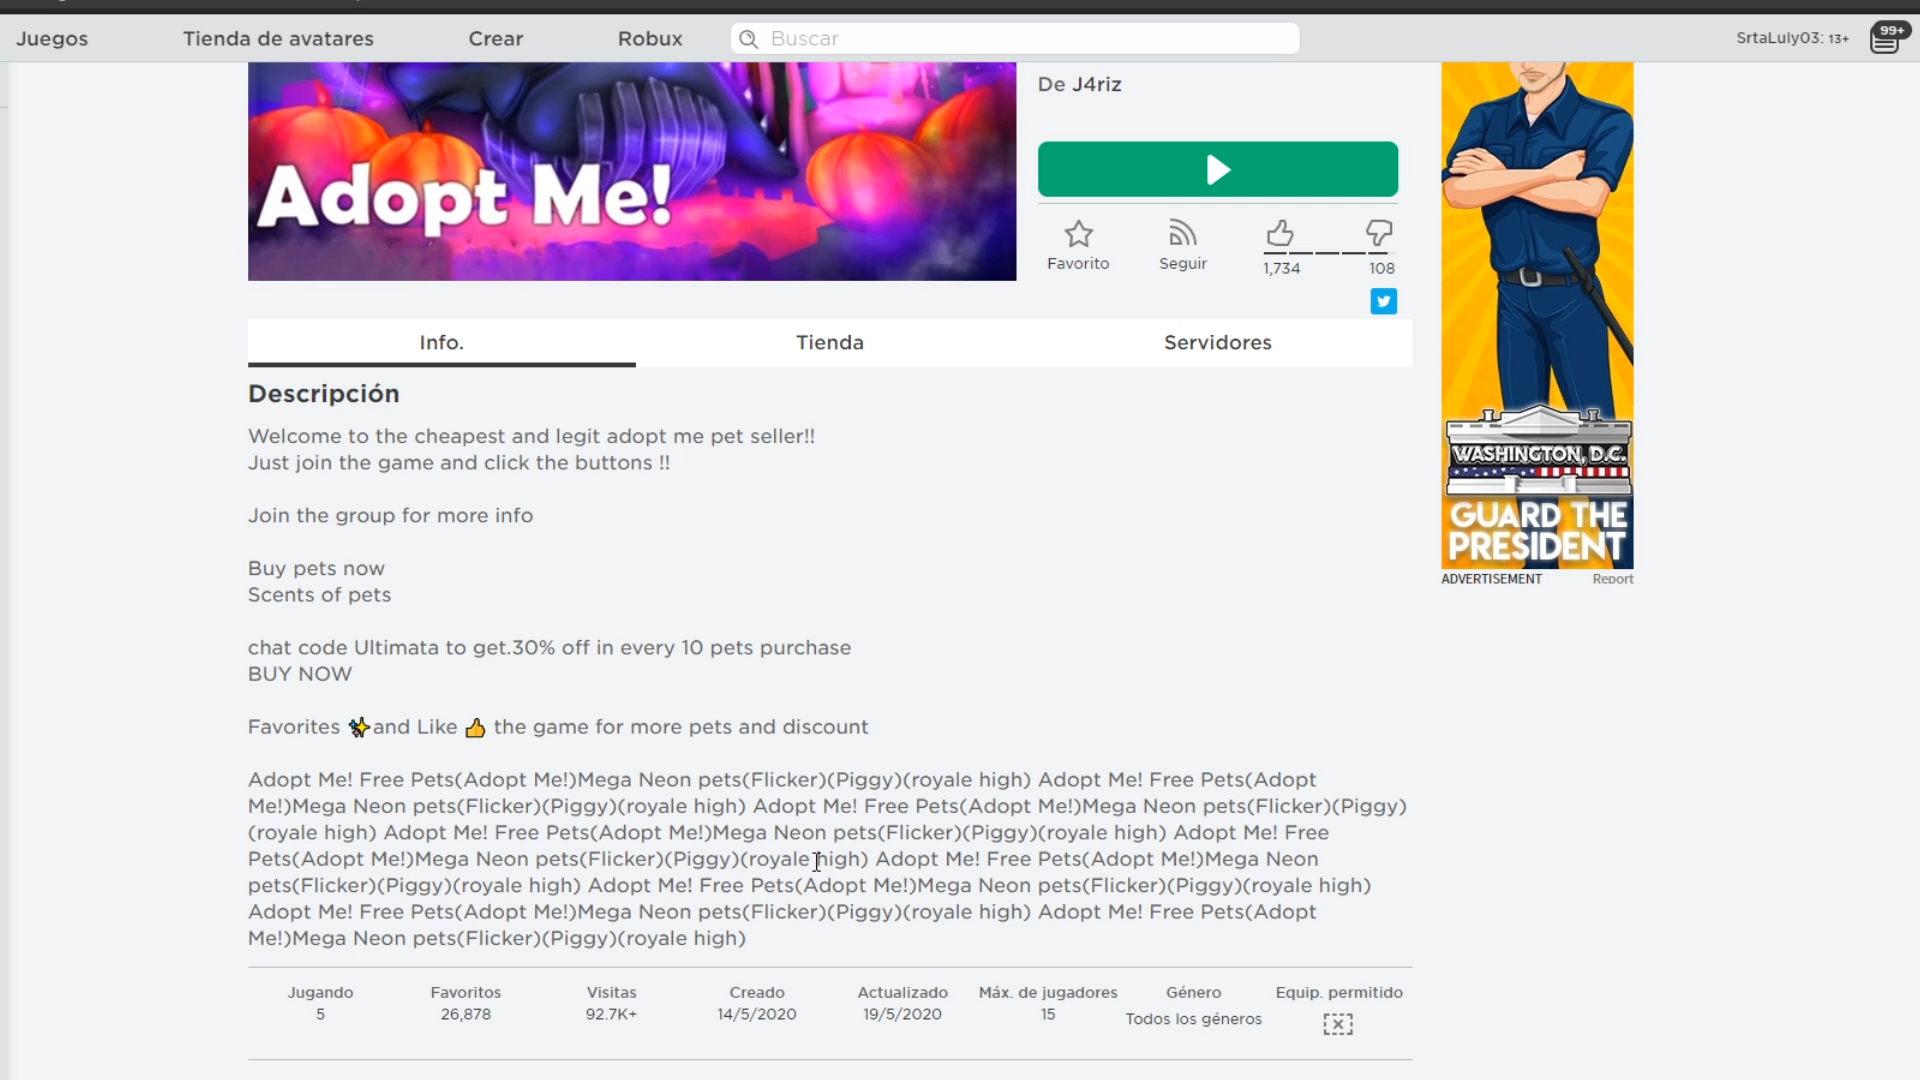 Juegos
Tienda de avatares
Crear
Robux
Buscar
SrtaLuly03: 13+
99+
Adopt Me!
De J4riz
Favorito
Seguir
1,734
108
Info.
Tienda
Servidores
Descripción
Welcome to the cheapest and legit adopt me pet seller!!
Just join the game and click the buttons !!
Join the group for more info
Buy pets now
Scents of pets
chat code Ultimata to get.30% off in every 10 pets purchase
BUY NOW
Favorites ✨and Like 👍 the game for more pets and discount
Adopt Me! Free Pets(Adopt Me!)Mega Neon pets(Flicker)(Piggy)(royale high) Adopt Me! Free Pets(Adopt
Me!)Mega Neon pets(Flicker)(Piggy)(royale high) Adopt Me! Free Pets(Adopt Me!)Mega Neon pets(Flicker)(Piggy)
(royale high) Adopt Me! Free Pets(Adopt Me!)Mega Neon pets(Flicker)(Piggy)(royale high) Adopt Me! Free
Pets(Adopt Me!)Mega Neon pets(Flicker)(Piggy)(royale high) Adopt Me! Free Pets(Adopt Me!)Mega Neon
pets(Flicker)(Piggy)(royale high) Adopt Me! Free Pets(Adopt Me!)Mega Neon pets(Flicker)(Piggy)(royale high)
Adopt Me! Free Pets(Adopt Me!)Mega Neon pets(Flicker)(Piggy)(royale high) Adopt Me! Free Pets(Adopt
Me!)Mega Neon pets(Flicker)(Piggy)(royale high)
Jugando
5
Favoritos
26,878
Visitas
92.7K+
Creado
14/5/2020
Actualizado
19/5/2020
Máx. de jugadores
15
Género
Todos los géneros
Equip. permitido
WASHINGTON, D.C.
GUARD THE
PRESIDENT
ADVERTISEMENT
Report